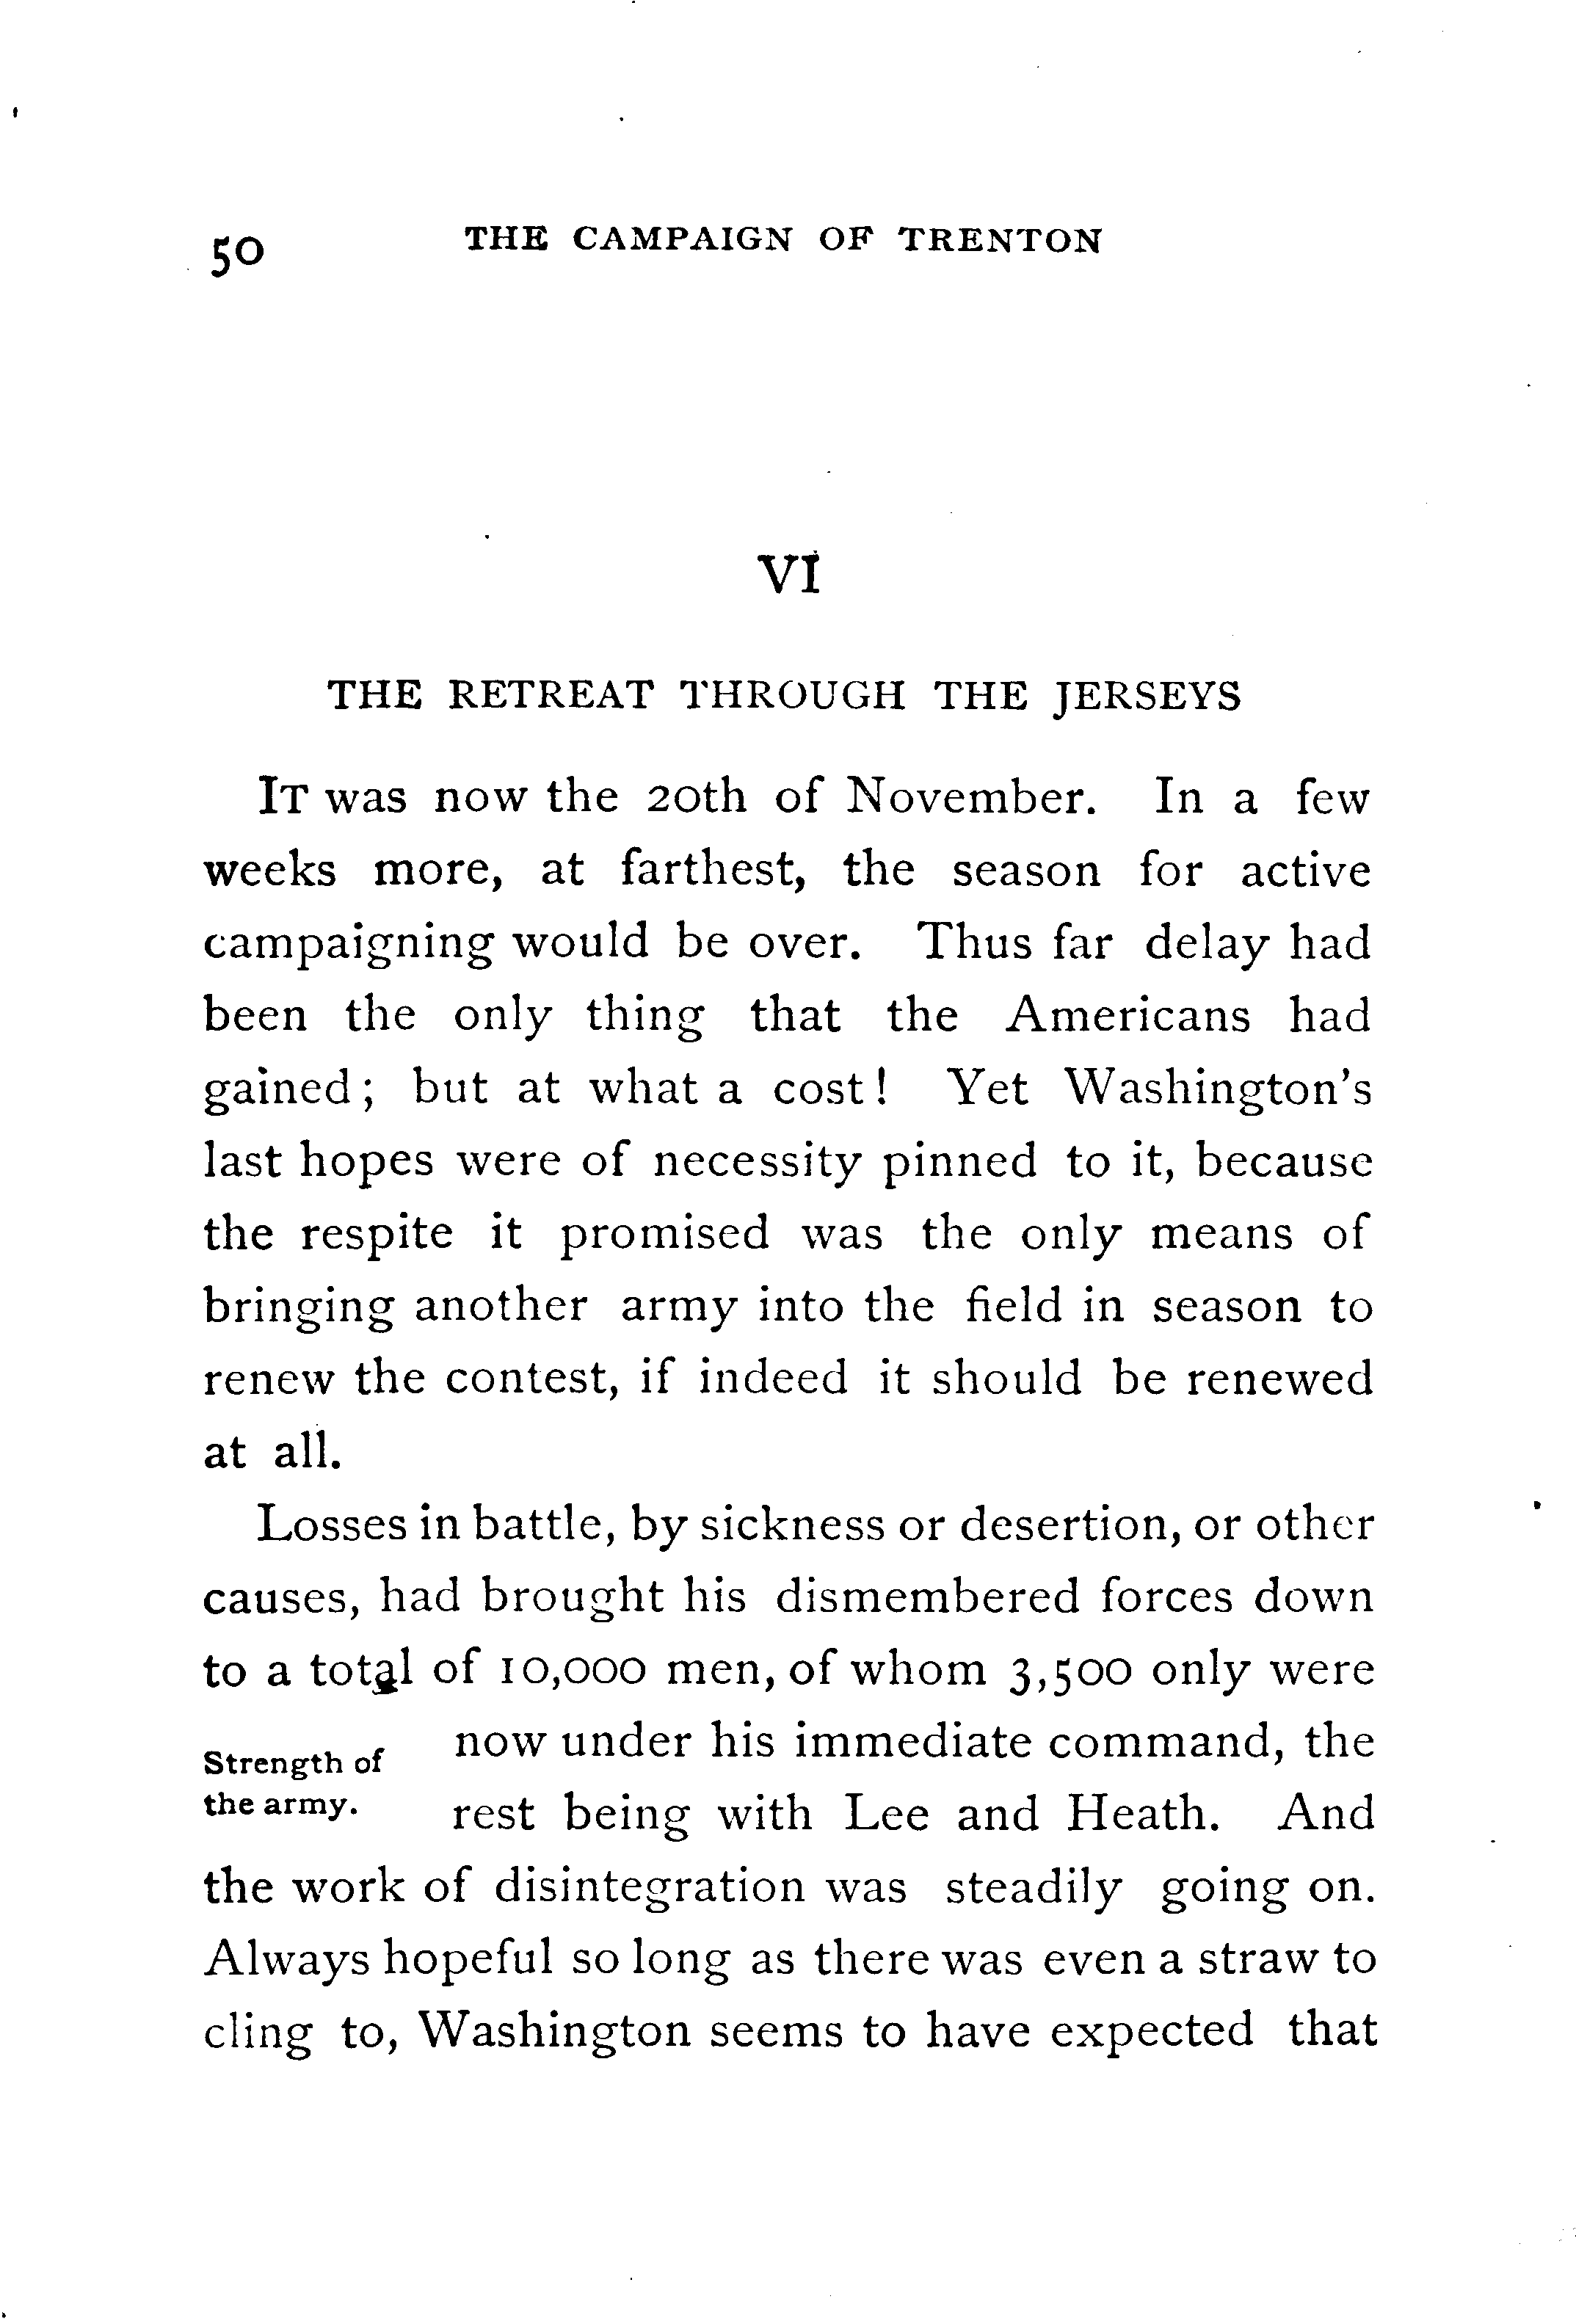 50 THE CAMPAIGN OF TRENTON
VI
THE RETREAT THROUGH THE JERSEYS
IT was now the 20th of November. In a few
weeks more, at farthest, the season for active
campaigning would be over. Thus far delay had
been the only thing that the Americans had
gained; but at what a cost! Yet Washington's
last hopes were of necessity pinned to it, because
the respite it promised was the only means of
bringing another army into the field in season to
renew the contest, if indeed it should be renewed
at all.
Losses in battle, by sickness or desertion, or other
causes, had brought his dismembered forces down
to a total of 10,000 men, of whom 3,500 only were
Strength of
the army.
now under his immediate command, the
rest being with Lee and Heath. And
the work of disintegration was steadily going on.
Always hopeful so long as there was even a straw to
cling to, Washington seems to have expected that